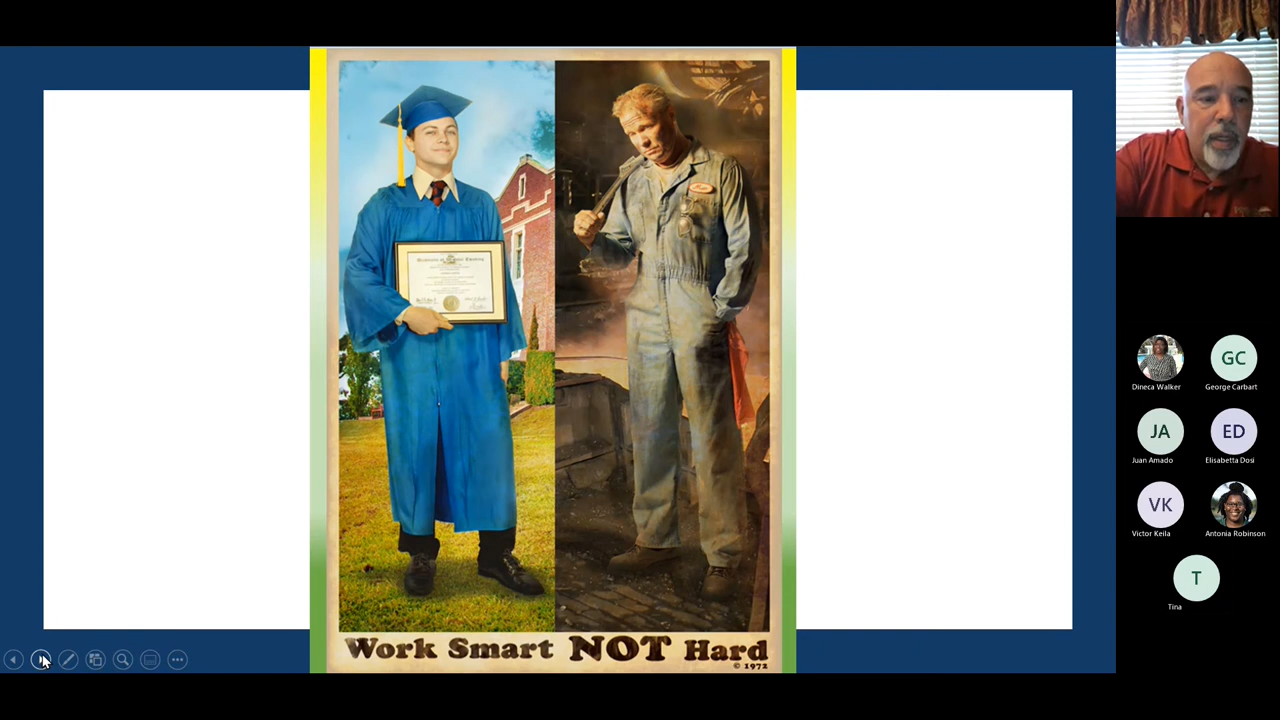 Work Smart NOT Hard
© 1972
GC
Dineca Walker
George Carbart
JA
ED
Juan Amado
Elisabetta Dosi
VK
Victor Keila
Antonia Robinson
T
Tina